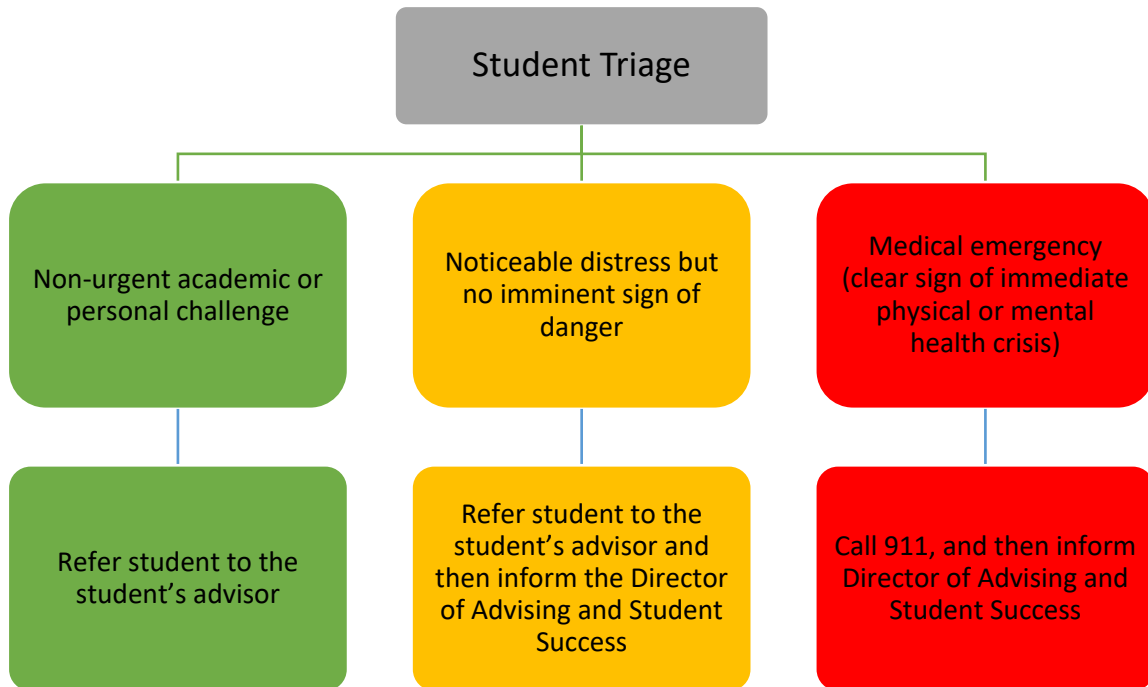 Student Triage
Non-urgent academic or
personal challenge
Noticeable distress but
no imminent sign of
danger
Medical emergency
(clear sign of immediate
physical or mental
health crisis)
Refer student to the
student’s advisor
Refer student to the
student’s advisor and
then inform the Director
of Advising and Student
Success
Call 911, and then inform
Director of Advising and
Student Success